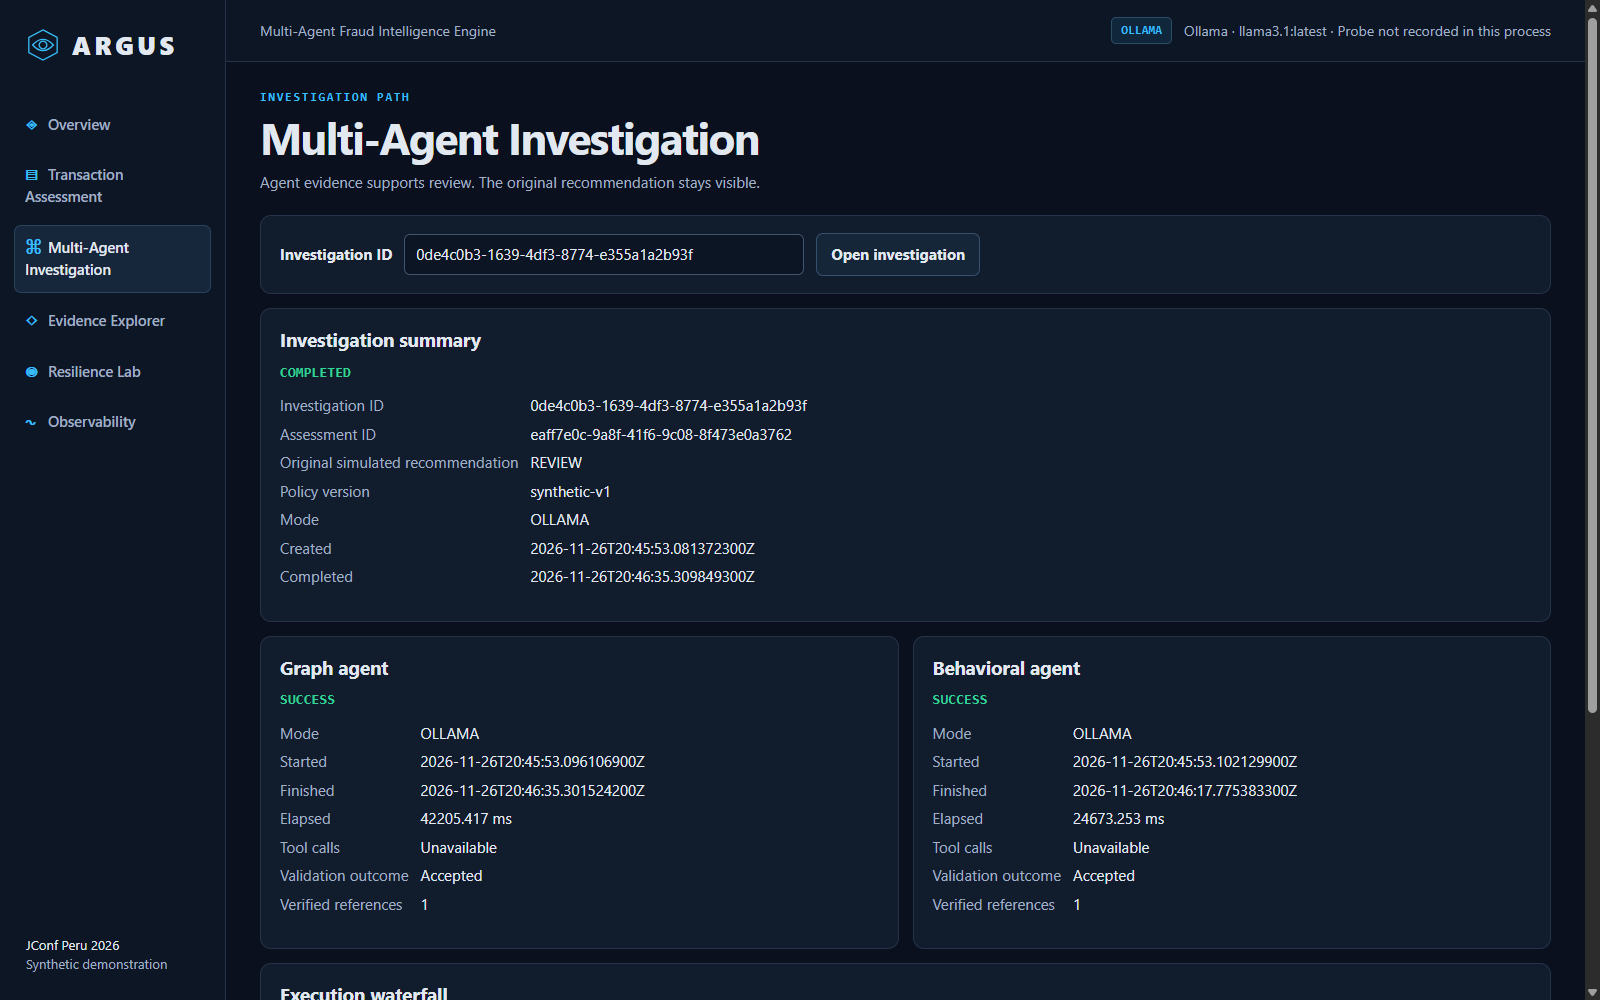 ARGUS
Overview
Transaction
Assessment
Multi-Agent
Investigation
Evidence Explorer
Resilience Lab
Observability
JConf Peru 2026
Synthetic demonstration
Multi-Agent Fraud Intelligence Engine
OLLAMA
Ollama · llama3.1:latest · Probe not recorded in this process
INVESTIGATION PATH
Multi-Agent Investigation
Agent evidence supports review. The original recommendation stays visible.
Investigation ID
0de4c0b3-1639-4df3-8774-e355a1a2b93f
Open investigation
Investigation summary
COMPLETED
Investigation ID 0de4c0b3-1639-4df3-8774-e355a1a2b93f
Assessment ID eaff7e0c-9a8f-41f6-9c08-8f473e0a3762
Original simulated recommendation REVIEW
Policy version synthetic-v1
Mode OLLAMA
Created 2026-11-26T20:45:53.081372300Z
Completed 2026-11-26T20:46:35.309849300Z
Graph agent
SUCCESS
Mode OLLAMA
Started 2026-11-26T20:45:53.096106900Z
Finished 2026-11-26T20:46:35.301524200Z
Elapsed 42205.417 ms
Tool calls Unavailable
Validation outcome Accepted
Verified references 1
Behavioral agent
SUCCESS
Mode OLLAMA
Started 2026-11-26T20:45:53.102129900Z
Finished 2026-11-26T20:46:17.775383300Z
Elapsed 24673.253 ms
Tool calls Unavailable
Validation outcome Accepted
Verified references 1
Execution waterfall